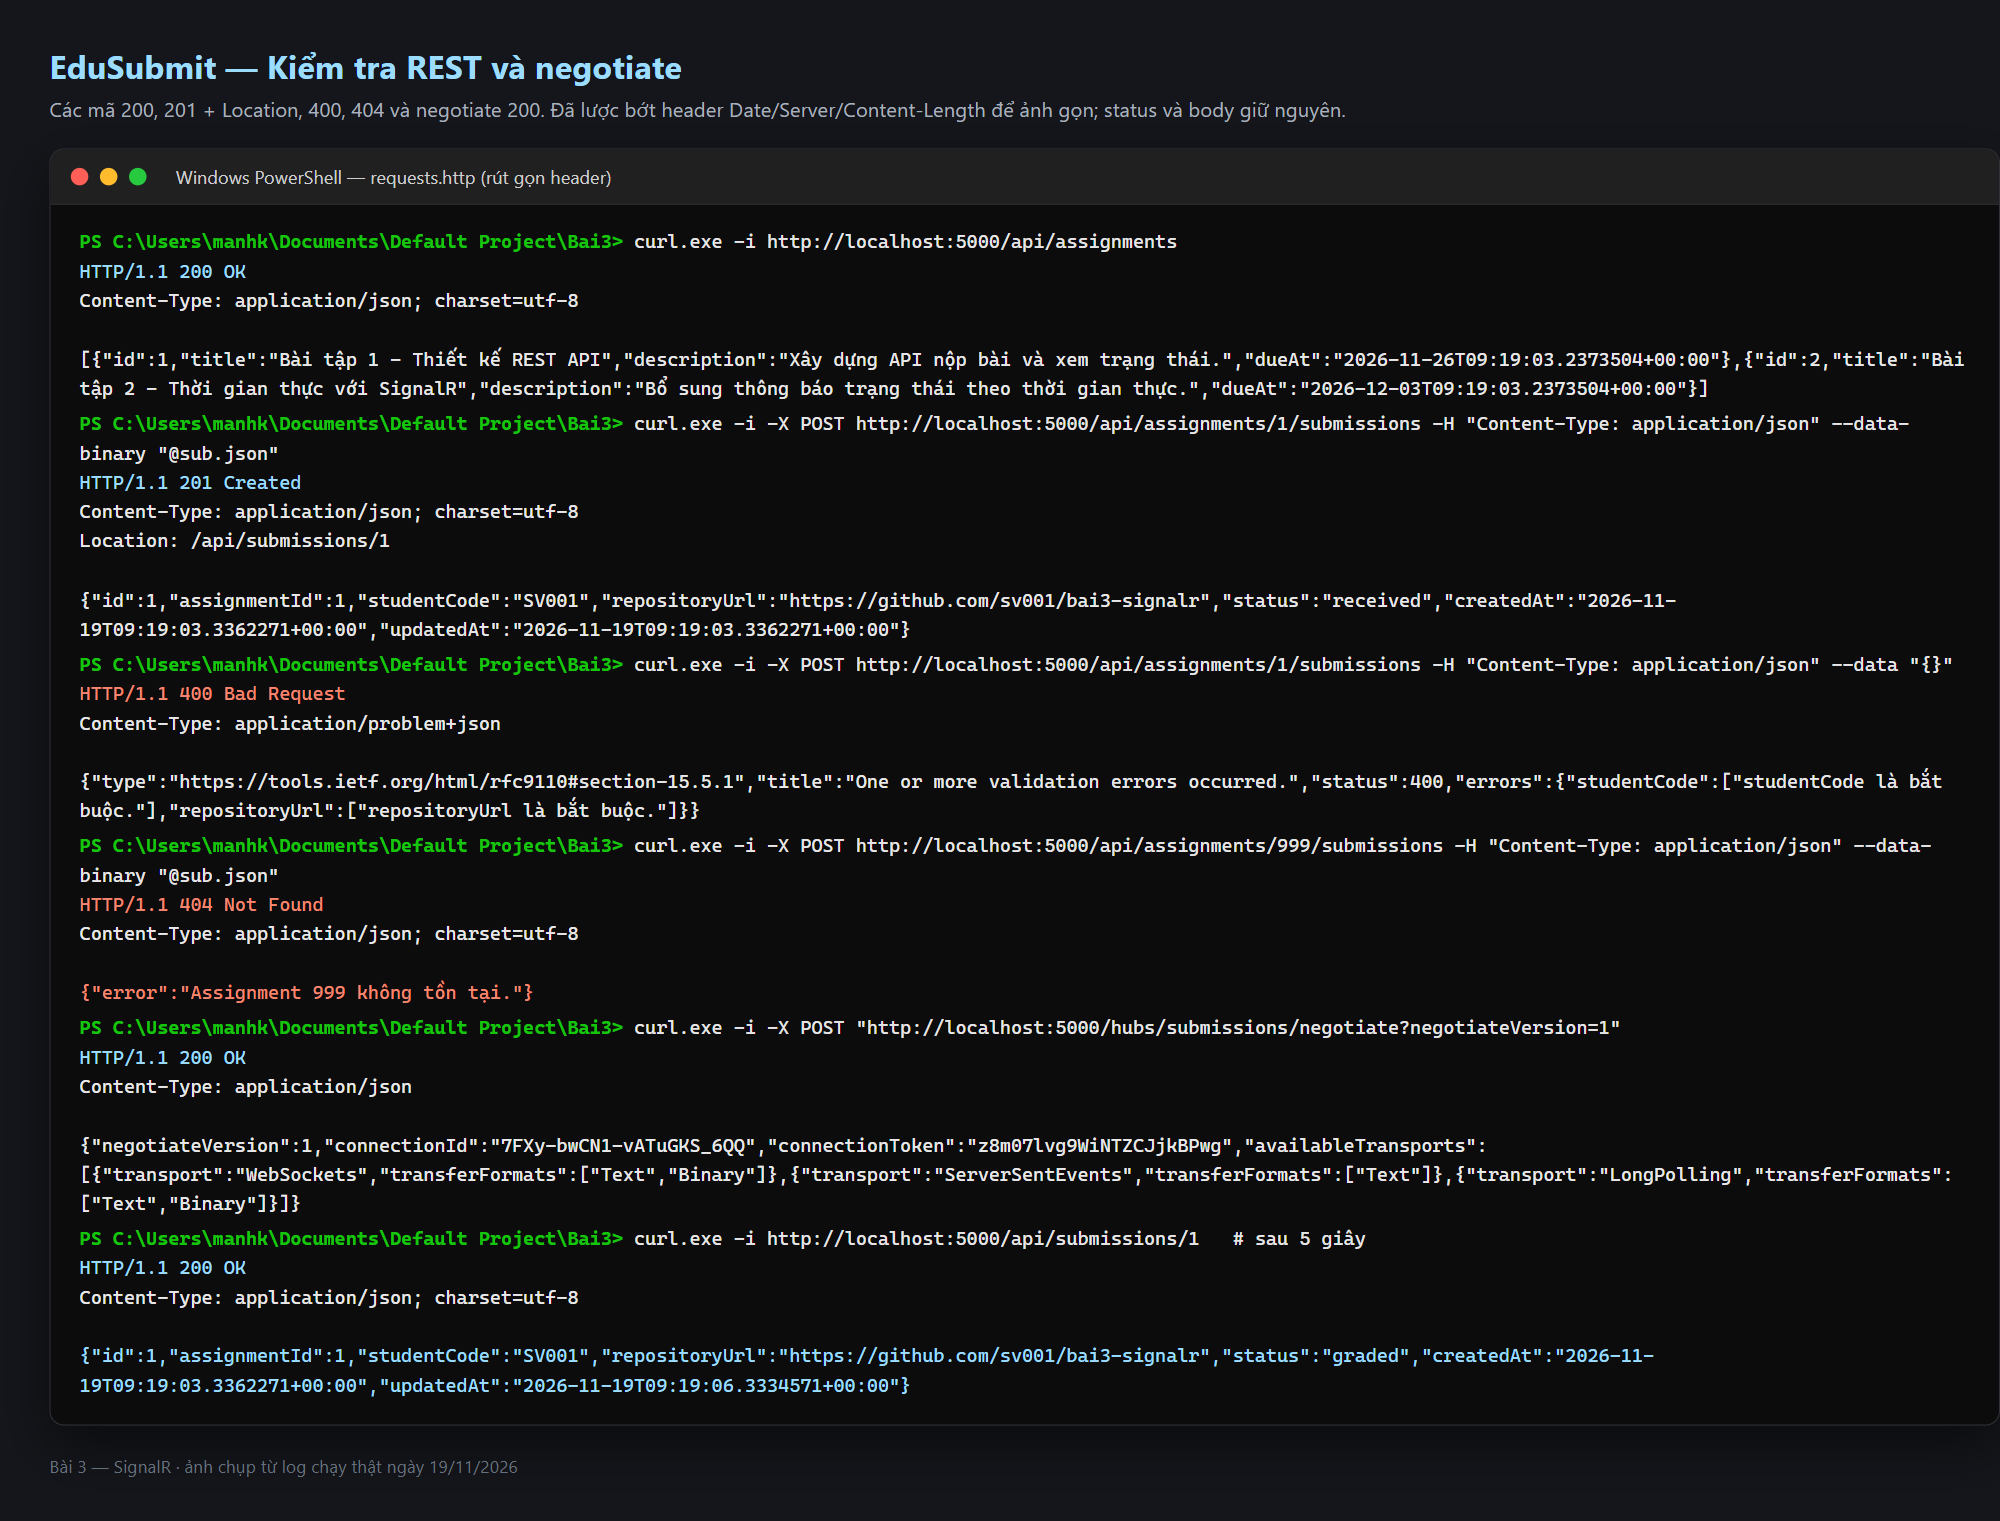 EduSubmit — Kiểm tra REST và negotiate
Các mã 200, 201 + Location, 400, 404 và negotiate 200. Đã lược bớt header Date/Server/Content-Length để ảnh gọn; status và body giữ nguyên.
Windows PowerShell — requests.http (rút gọn header)
PS C:\Users\manhk\Documents\Default Project\Bai3> curl.exe -i http://localhost:5000/api/assignments
HTTP/1.1 200 OK
Content-Type: application/json; charset=utf-8
[{"id":1,"title":"Bài tập 1 - Thiết kế REST API","description":"Xây dựng API nộp bài và xem trạng thái.","dueAt":"2026-11-26T09:19:03.2373504+00:00"},{"id":2,"title":"Bài
tập 2 - Thời gian thực với SignalR","description":"Bổ sung thông báo trạng thái theo thời gian thực.","dueAt":"2026-12-03T09:19:03.2373504+00:00"}]
PS C:\Users\manhk\Documents\Default Project\Bai3> curl.exe -i -X POST http://localhost:5000/api/assignments/1/submissions -H "Content-Type: application/json" --data-
binary "@sub.json"
HTTP/1.1 201 Created
Content-Type: application/json; charset=utf-8
Location: /api/submissions/1
{"id":1,"assignmentId":1,"studentCode":"SV001","repositoryUrl":"https://github.com/sv001/bai3-signalr","status":"received","createdAt":"2026-11-
19T09:19:03.3362271+00:00","updatedAt":"2026-11-19T09:19:03.3362271+00:00"}
PS C:\Users\manhk\Documents\Default Project\Bai3> curl.exe -i -X POST http://localhost:5000/api/assignments/1/submissions -H "Content-Type: application/json" --data "{}"
HTTP/1.1 400 Bad Request
Content-Type: application/problem+json
{"type":"https://tools.ietf.org/html/rfc9110#section-15.5.1","title":"One or more validation errors occurred.","status":400,"errors":{"studentCode":["studentCode là bắt
buộc."],"repositoryUrl":["repositoryUrl là bắt buộc."]}}
PS C:\Users\manhk\Documents\Default Project\Bai3> curl.exe -i -X POST http://localhost:5000/api/assignments/999/submissions -H "Content-Type: application/json" --data-
binary "@sub.json"
HTTP/1.1 404 Not Found
Content-Type: application/json; charset=utf-8
{"error":"Assignment 999 không tồn tại."}
PS C:\Users\manhk\Documents\Default Project\Bai3> curl.exe -i -X POST "http://localhost:5000/hubs/submissions/negotiate?negotiateVersion=1"
HTTP/1.1 200 OK
Content-Type: application/json
{"negotiateVersion":1,"connectionId":"7FXy-bwCN1-vATuGKS_6QQ","connectionToken":"z8m07lvg9WiNTZCJjkBPwg","availableTransports":
[{"transport":"WebSockets","transferFormats":["Text","Binary"]},{"transport":"ServerSentEvents","transferFormats":["Text"]},{"transport":"LongPolling","transferFormats":
["Text","Binary"]}]}
PS C:\Users\manhk\Documents\Default Project\Bai3> curl.exe -i http://localhost:5000/api/submissions/1   # sau 5 giây
HTTP/1.1 200 OK
Content-Type: application/json; charset=utf-8
{"id":1,"assignmentId":1,"studentCode":"SV001","repositoryUrl":"https://github.com/sv001/bai3-signalr","status":"graded","createdAt":"2026-11-
19T09:19:03.3362271+00:00","updatedAt":"2026-11-19T09:19:06.3334571+00:00"}
Bài 3 — SignalR · ảnh chụp từ log chạy thật ngày 19/11/2026